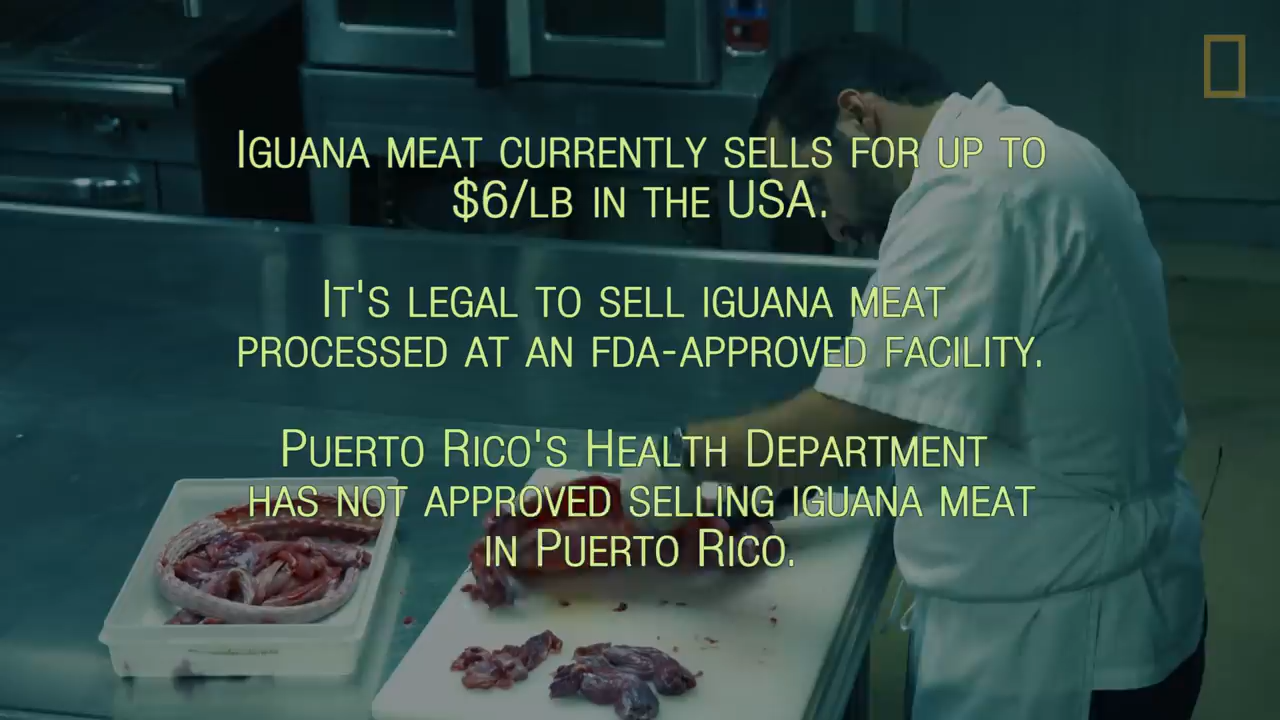 Iguana meat currently sells for up to
$6/lb in the USA.
It's legal to sell iguana meat
processed at an FDA-approved facility.
Puerto Rico's Health Department
has not approved selling iguana meat
in Puerto Rico.